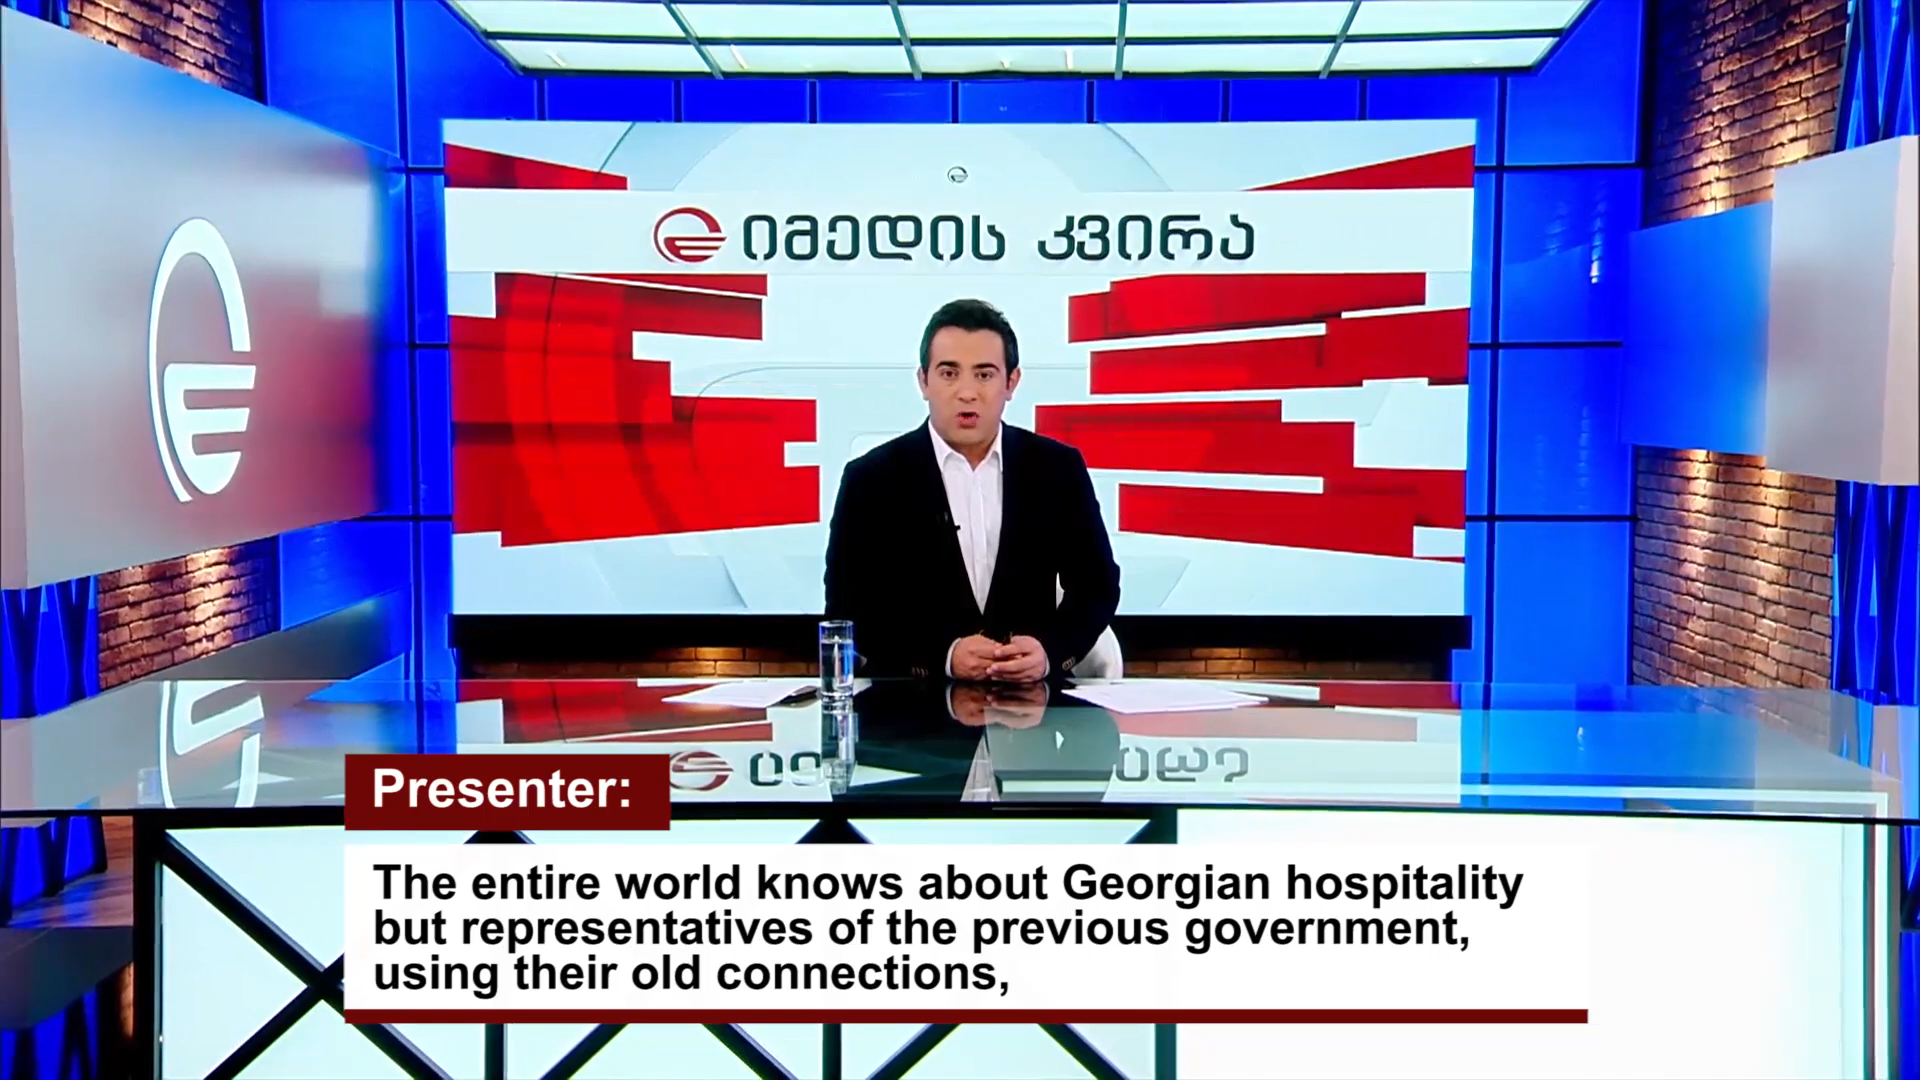 იმედის კვირა
Presenter:
The entire world knows about Georgian hospitality
but representatives of the previous government,
using their old connections,